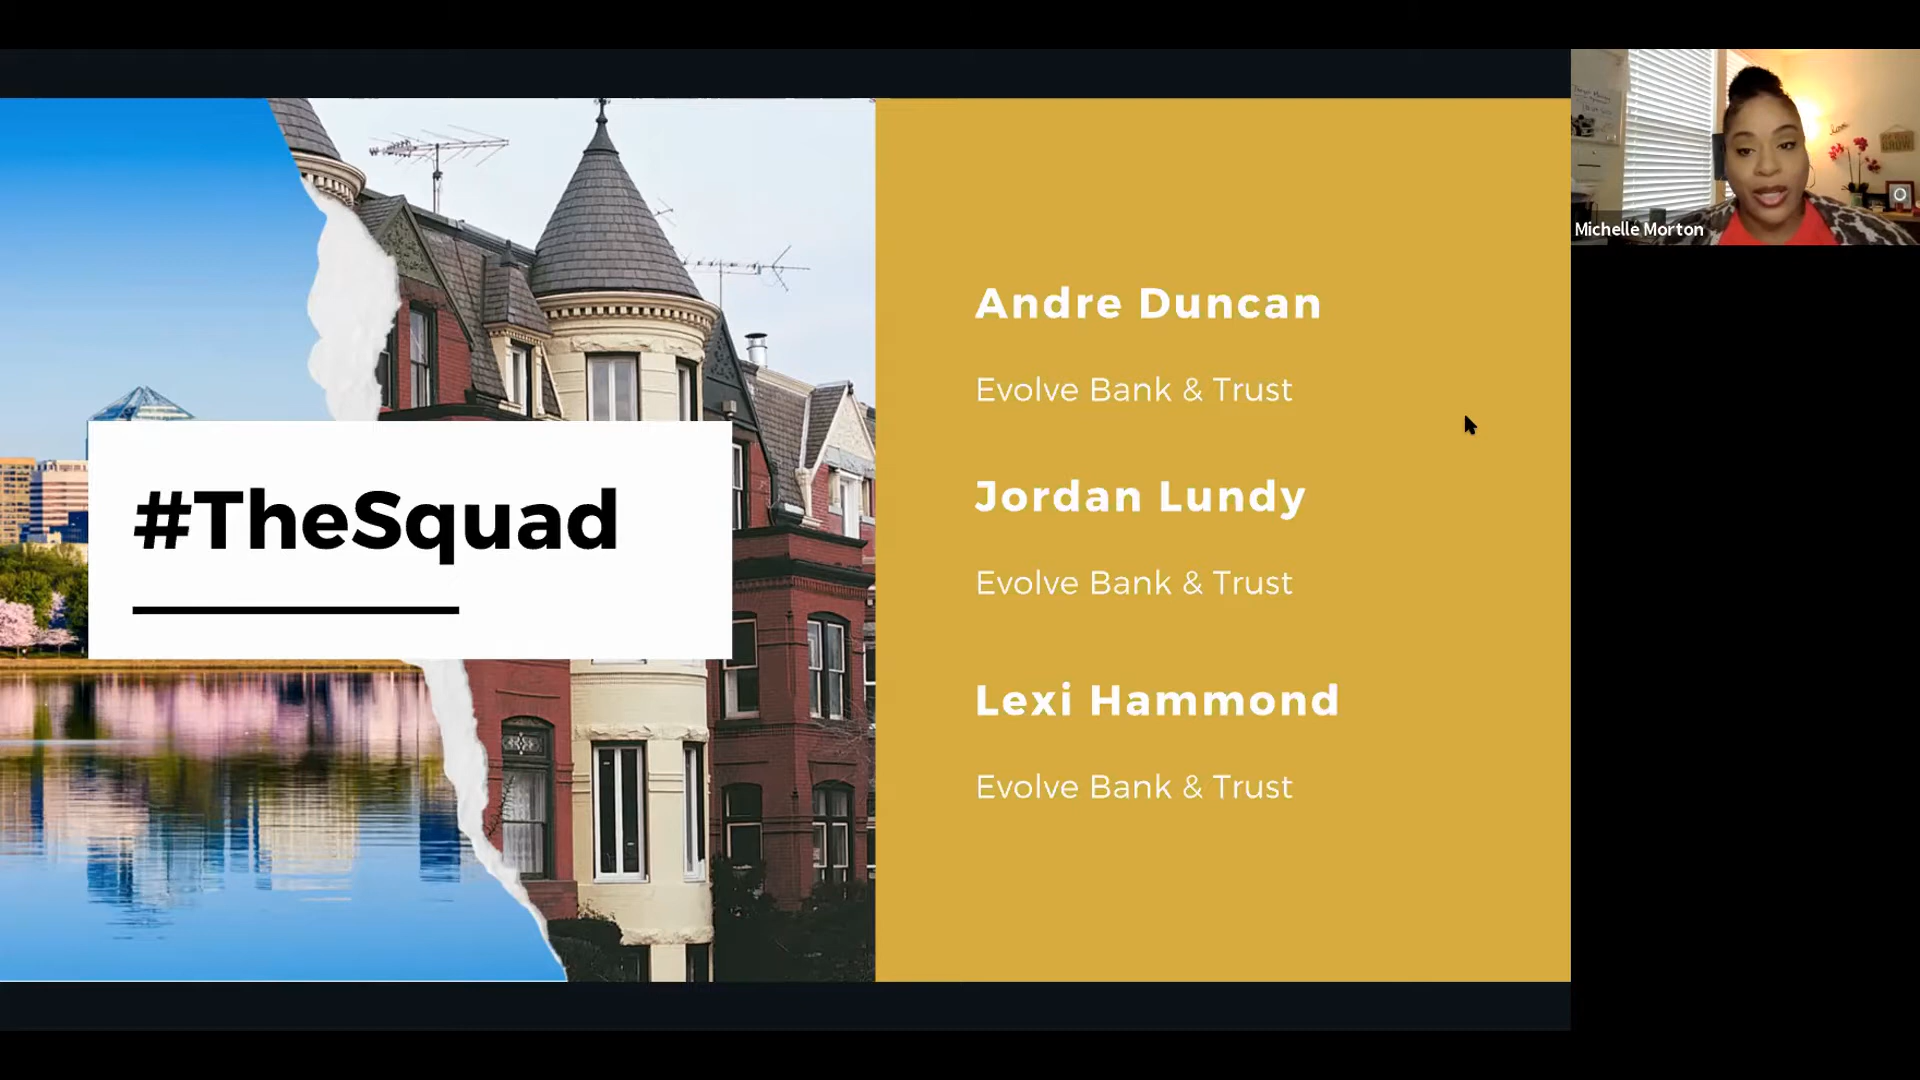 #TheSquad
Andre Duncan
Evolve Bank & Trust
Jordan Lundy
Evolve Bank & Trust
Lexi Hammond
Evolve Bank & Trust
Michelle Morton